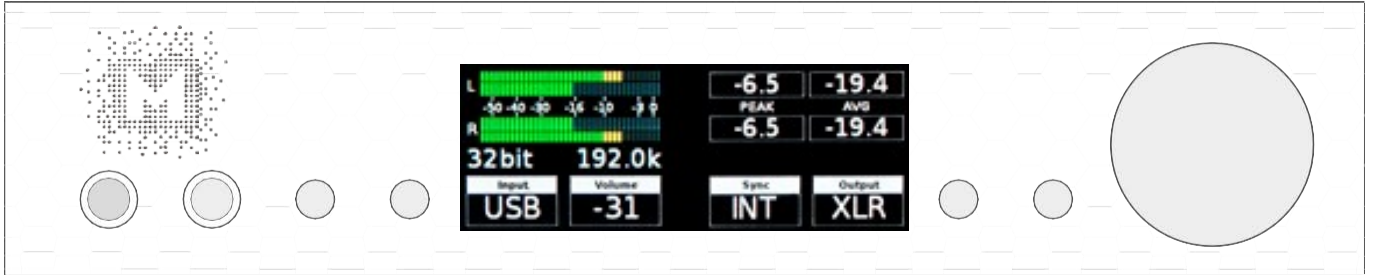 L
-6.5 -19.4
-50 -40 -30 -16 -10 -3 0
PEAK AVG
R
-6.5 -19.4
32bit 192.0k
Input Volume Sync Output
USB -31 INT XLR